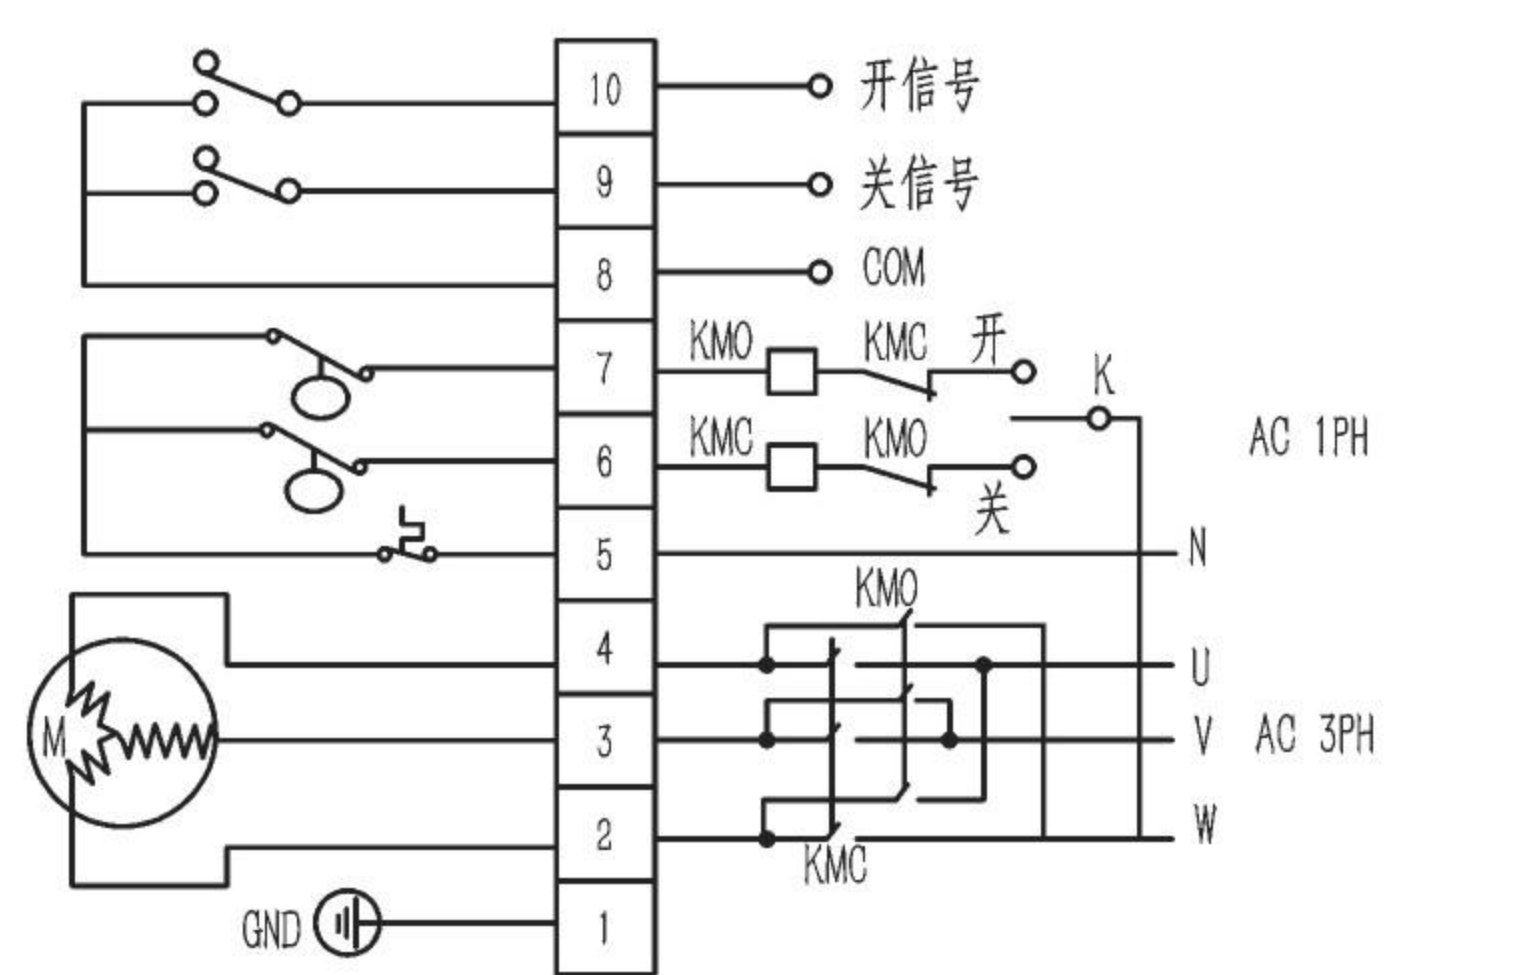 10 开信号
9 关信号
8 COM
KMO KMC 开
7
K
KMC KMO
AC 1PH
6
关
5 N
KMO
4 U
M 3 V AC 3PH
2 W
KMC
GND 1